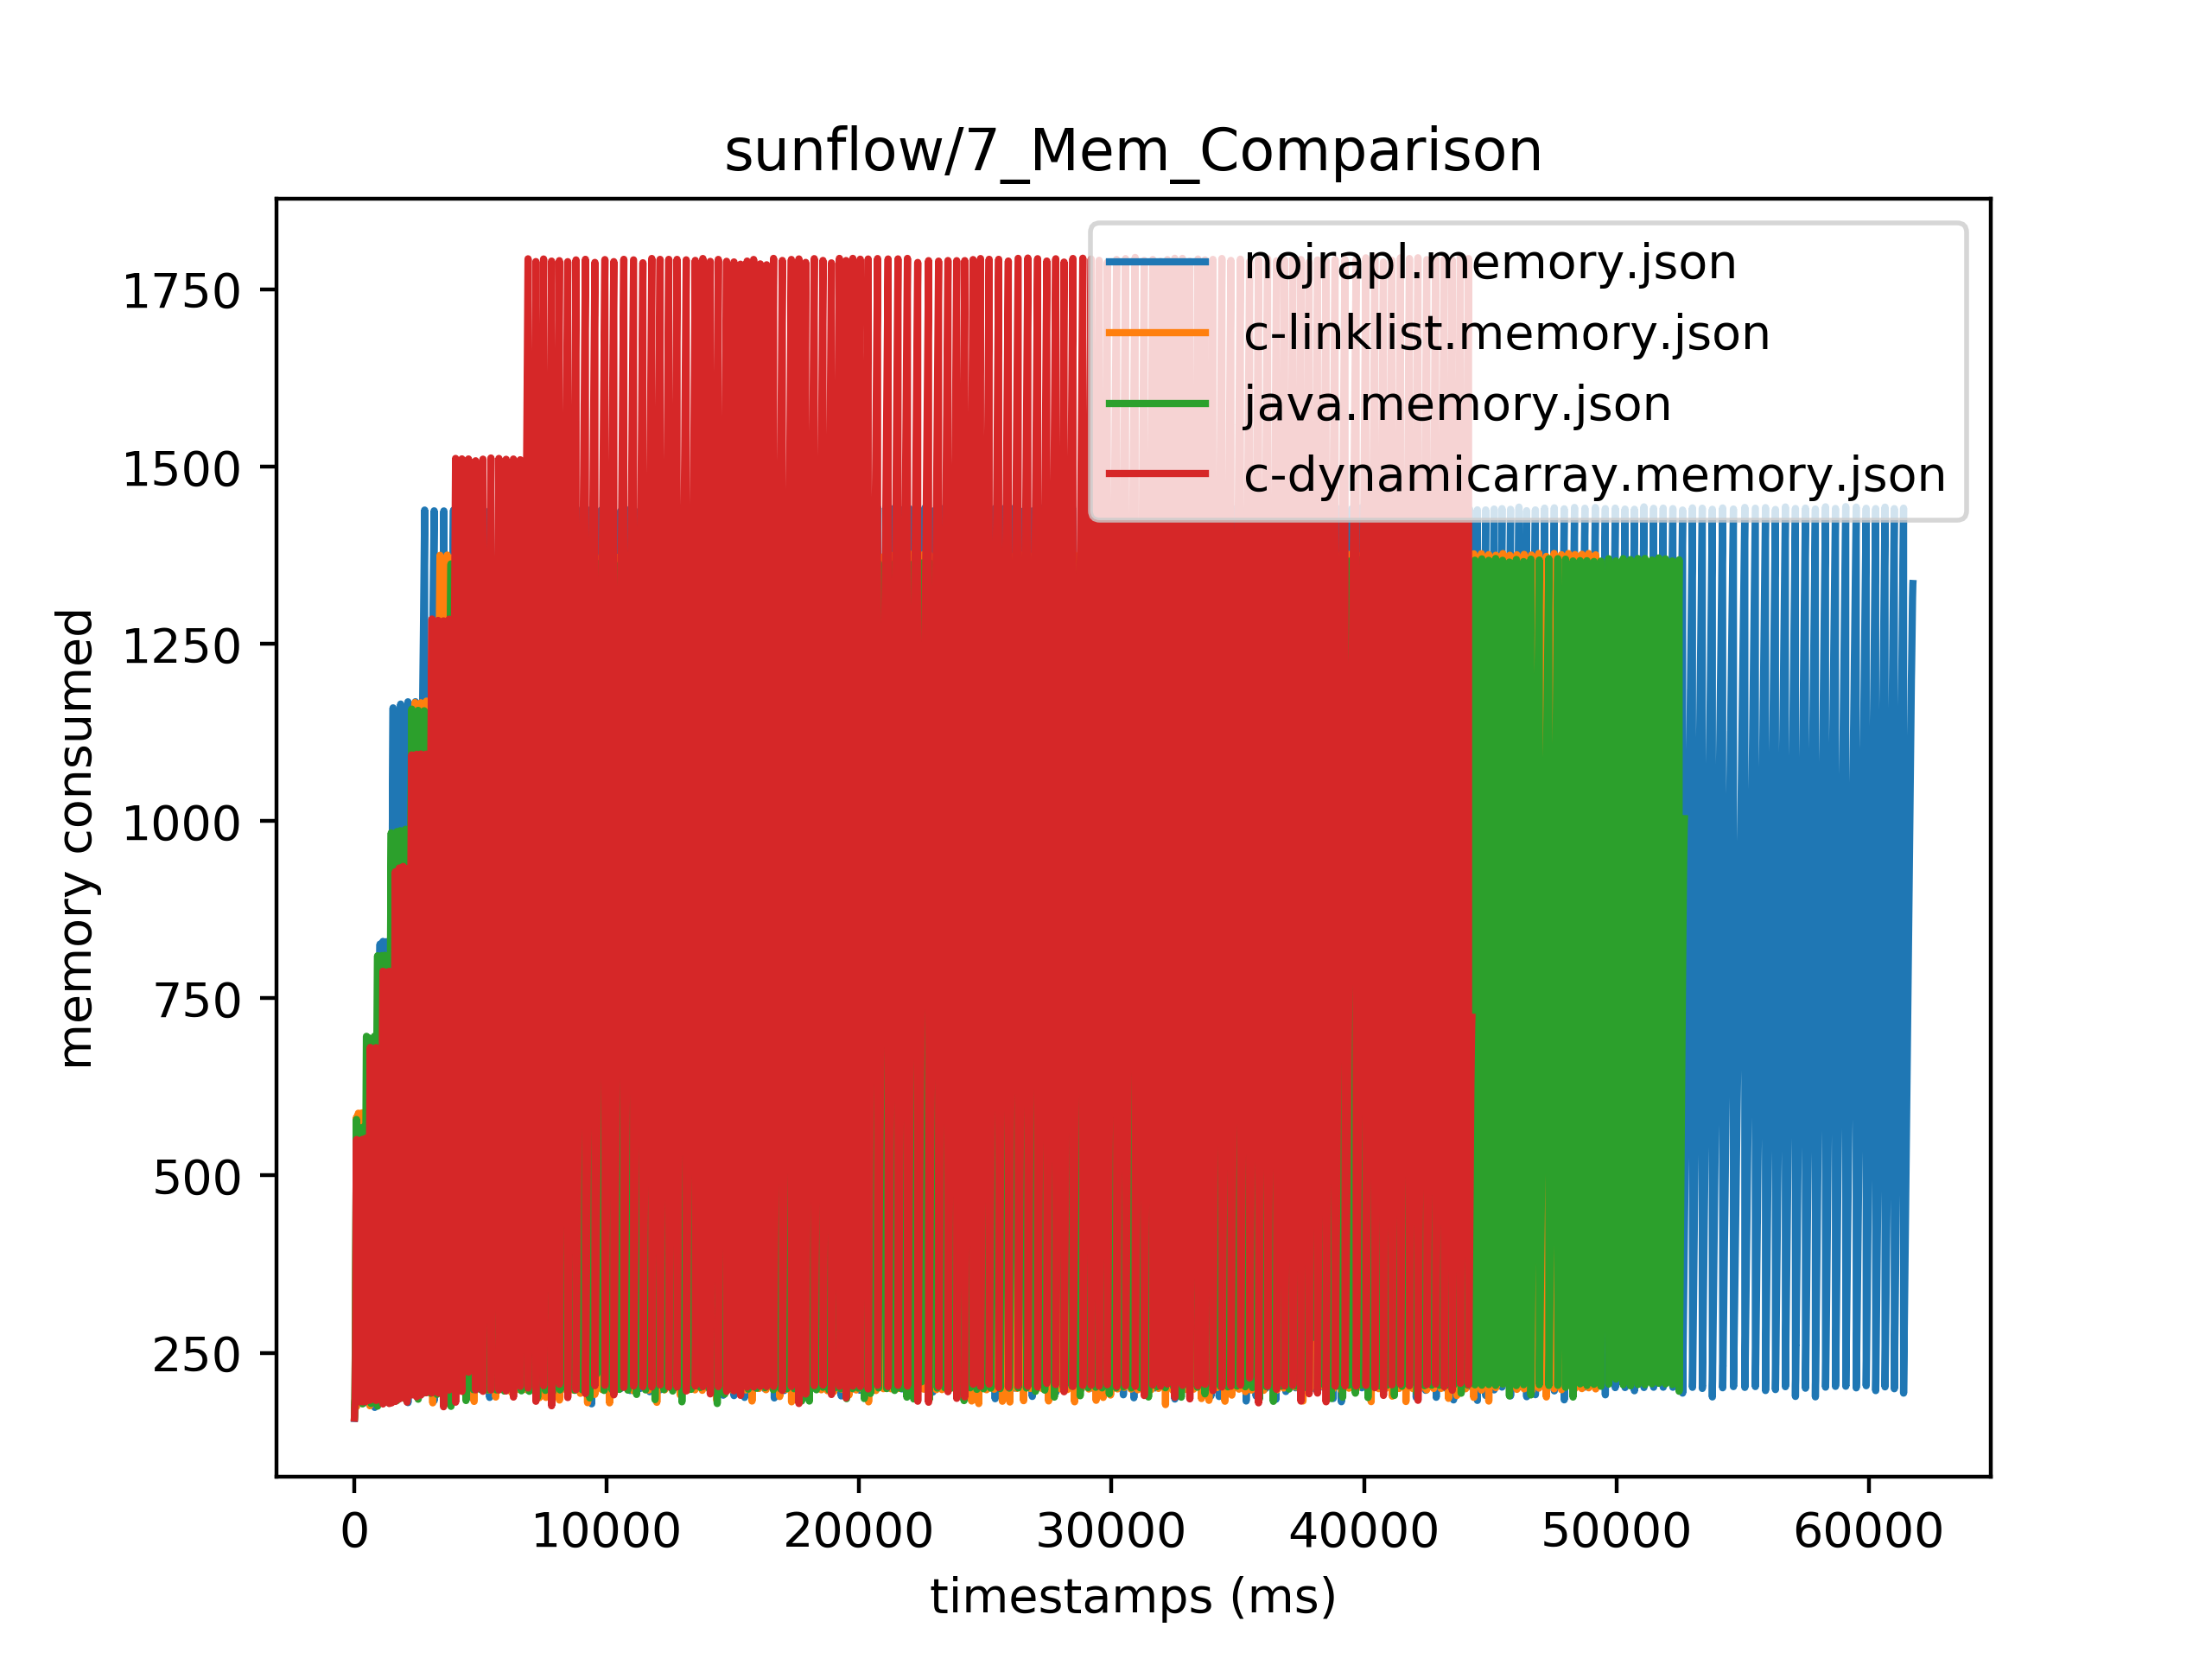 sunflow/7_Mem_Comparison
nojrapl.memory.json
c-linklist.memory.json
java.memory.json
c-dynamicarray.memory.json
memory consumed
1750
1500
1250
1000
750
500
250
0 10000 20000 30000 40000 50000 60000
timestamps (ms)